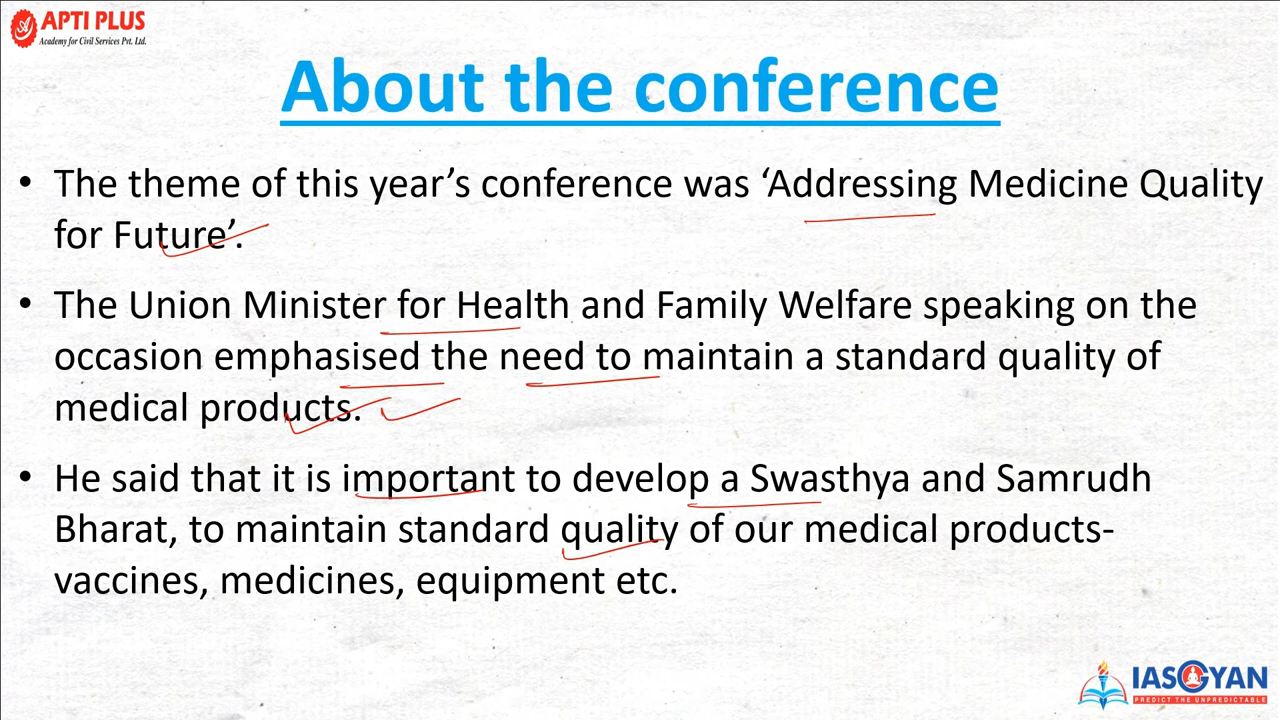 APTI PLUS
Academy for Civil Services Pvt. Ltd.
About the conference
• The theme of this year’s conference was ‘Addressing Medicine Quality
for Future’.
• The Union Minister for Health and Family Welfare speaking on the
occasion emphasised the need to maintain a standard quality of
medical products.
• He said that it is important to develop a Swasthya and Samrudh
Bharat, to maintain standard quality of our medical products-
vaccines, medicines, equipment etc.
IASGYAN
PREDICT THE UNPREDICTABLE